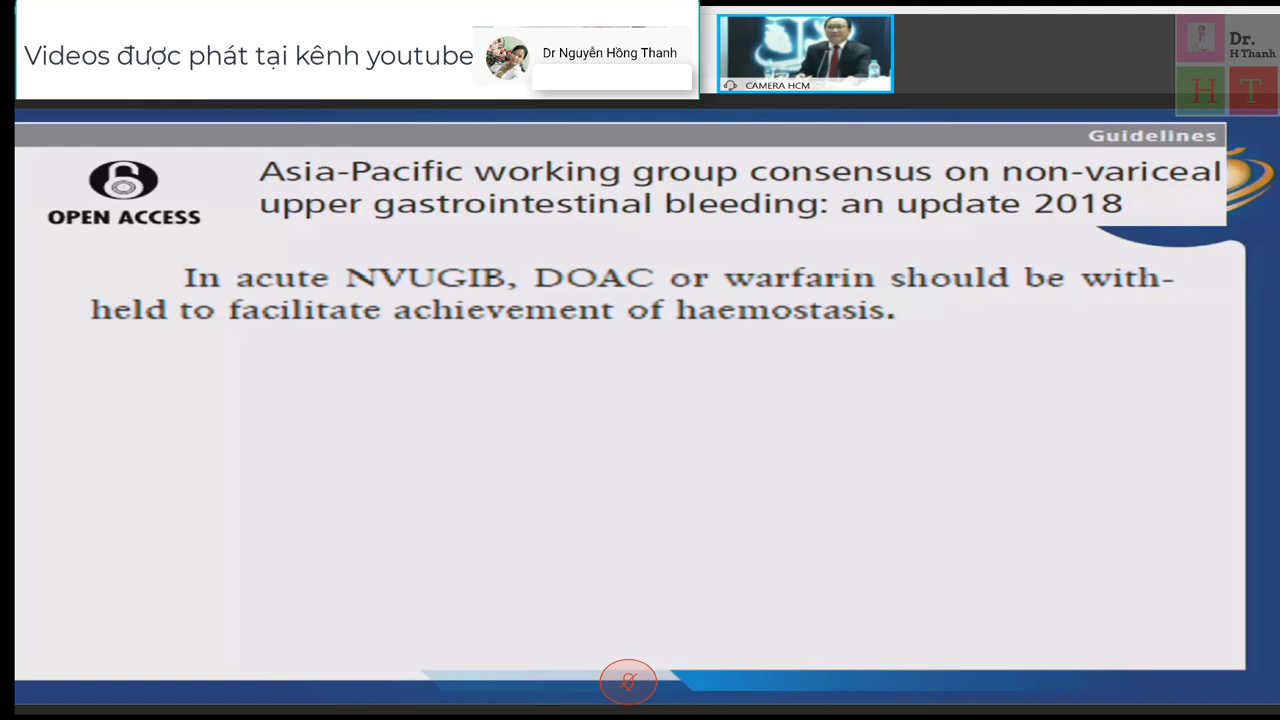 Videos được phát tại kênh youtube
Dr Nguyễn Hồng Thanh
CAMERA HCM
Dr.
H Thanh
H T
Guidelines
OPEN ACCESS
Asia-Pacific working group consensus on non-variceal
upper gastrointestinal bleeding: an update 2018
In acute NVUGIB, DOAC or warfarin should be with-
held to facilitate achievement of haemostasis.